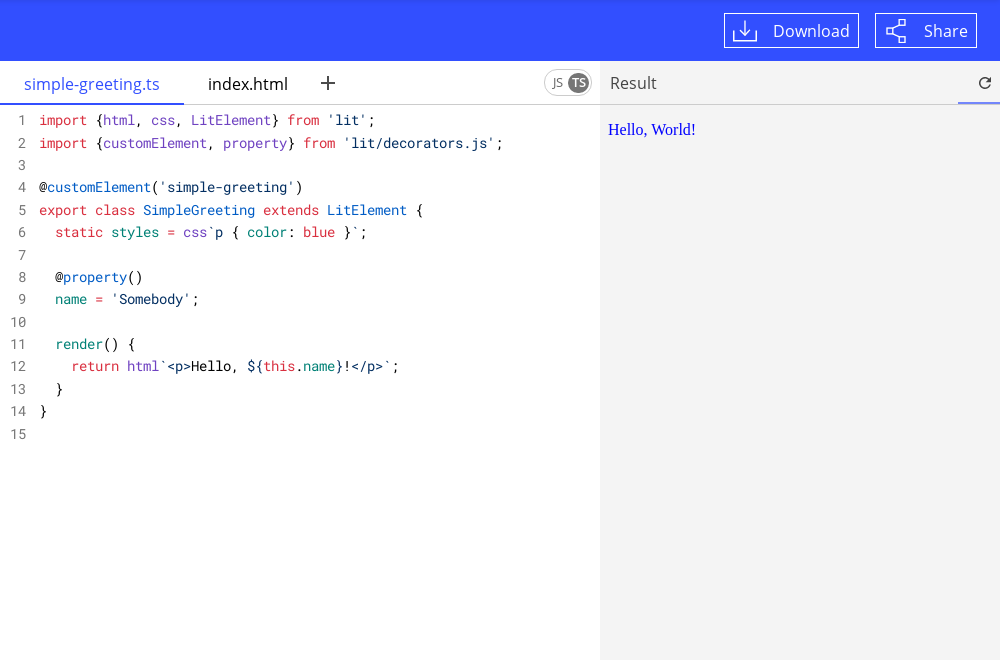 Download Share
simple-greeting.ts index.html + JS TS Result
1 import {html, css, LitElement} from 'lit';
2 import {customElement, property} from 'lit/decorators.js';
3
4 @customElement('simple-greeting')
5 export class SimpleGreeting extends LitElement {
6   static styles = css`p { color: blue }`;
7
8   @property()
9   name = 'Somebody';
10
11   render() {
12     return html`<p>Hello, ${this.name}!</p>`;
13   }
14 }
15
Hello, World!